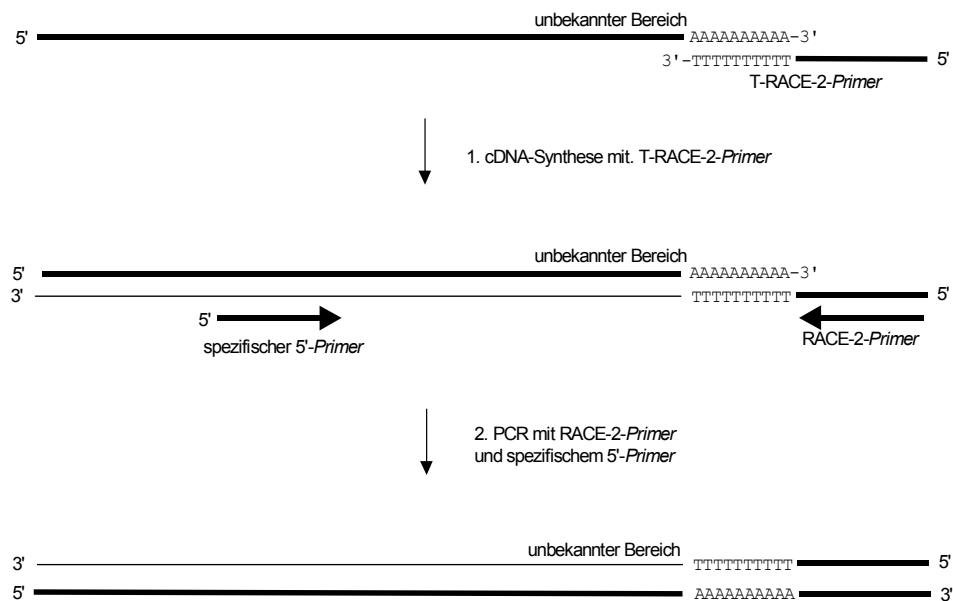 unbekannter Bereich
5' AAAAAAAAAA-3'
3'-TTTTTTTTTT 5'
T-RACE-2-Primer
1. cDNA-Synthese mit. T-RACE-2-Primer
unbekannter Bereich
5' AAAAAAAAAA-3'
3' TTTTTTTTTT 5'
5'
spezifischer 5'-Primer RACE-2-Primer
2. PCR mit RACE-2-Primer
und spezifischem 5'-Primer
unbekannter Bereich
3' TTTTTTTTTT 5'
5' AAAAAAAAAA 3'